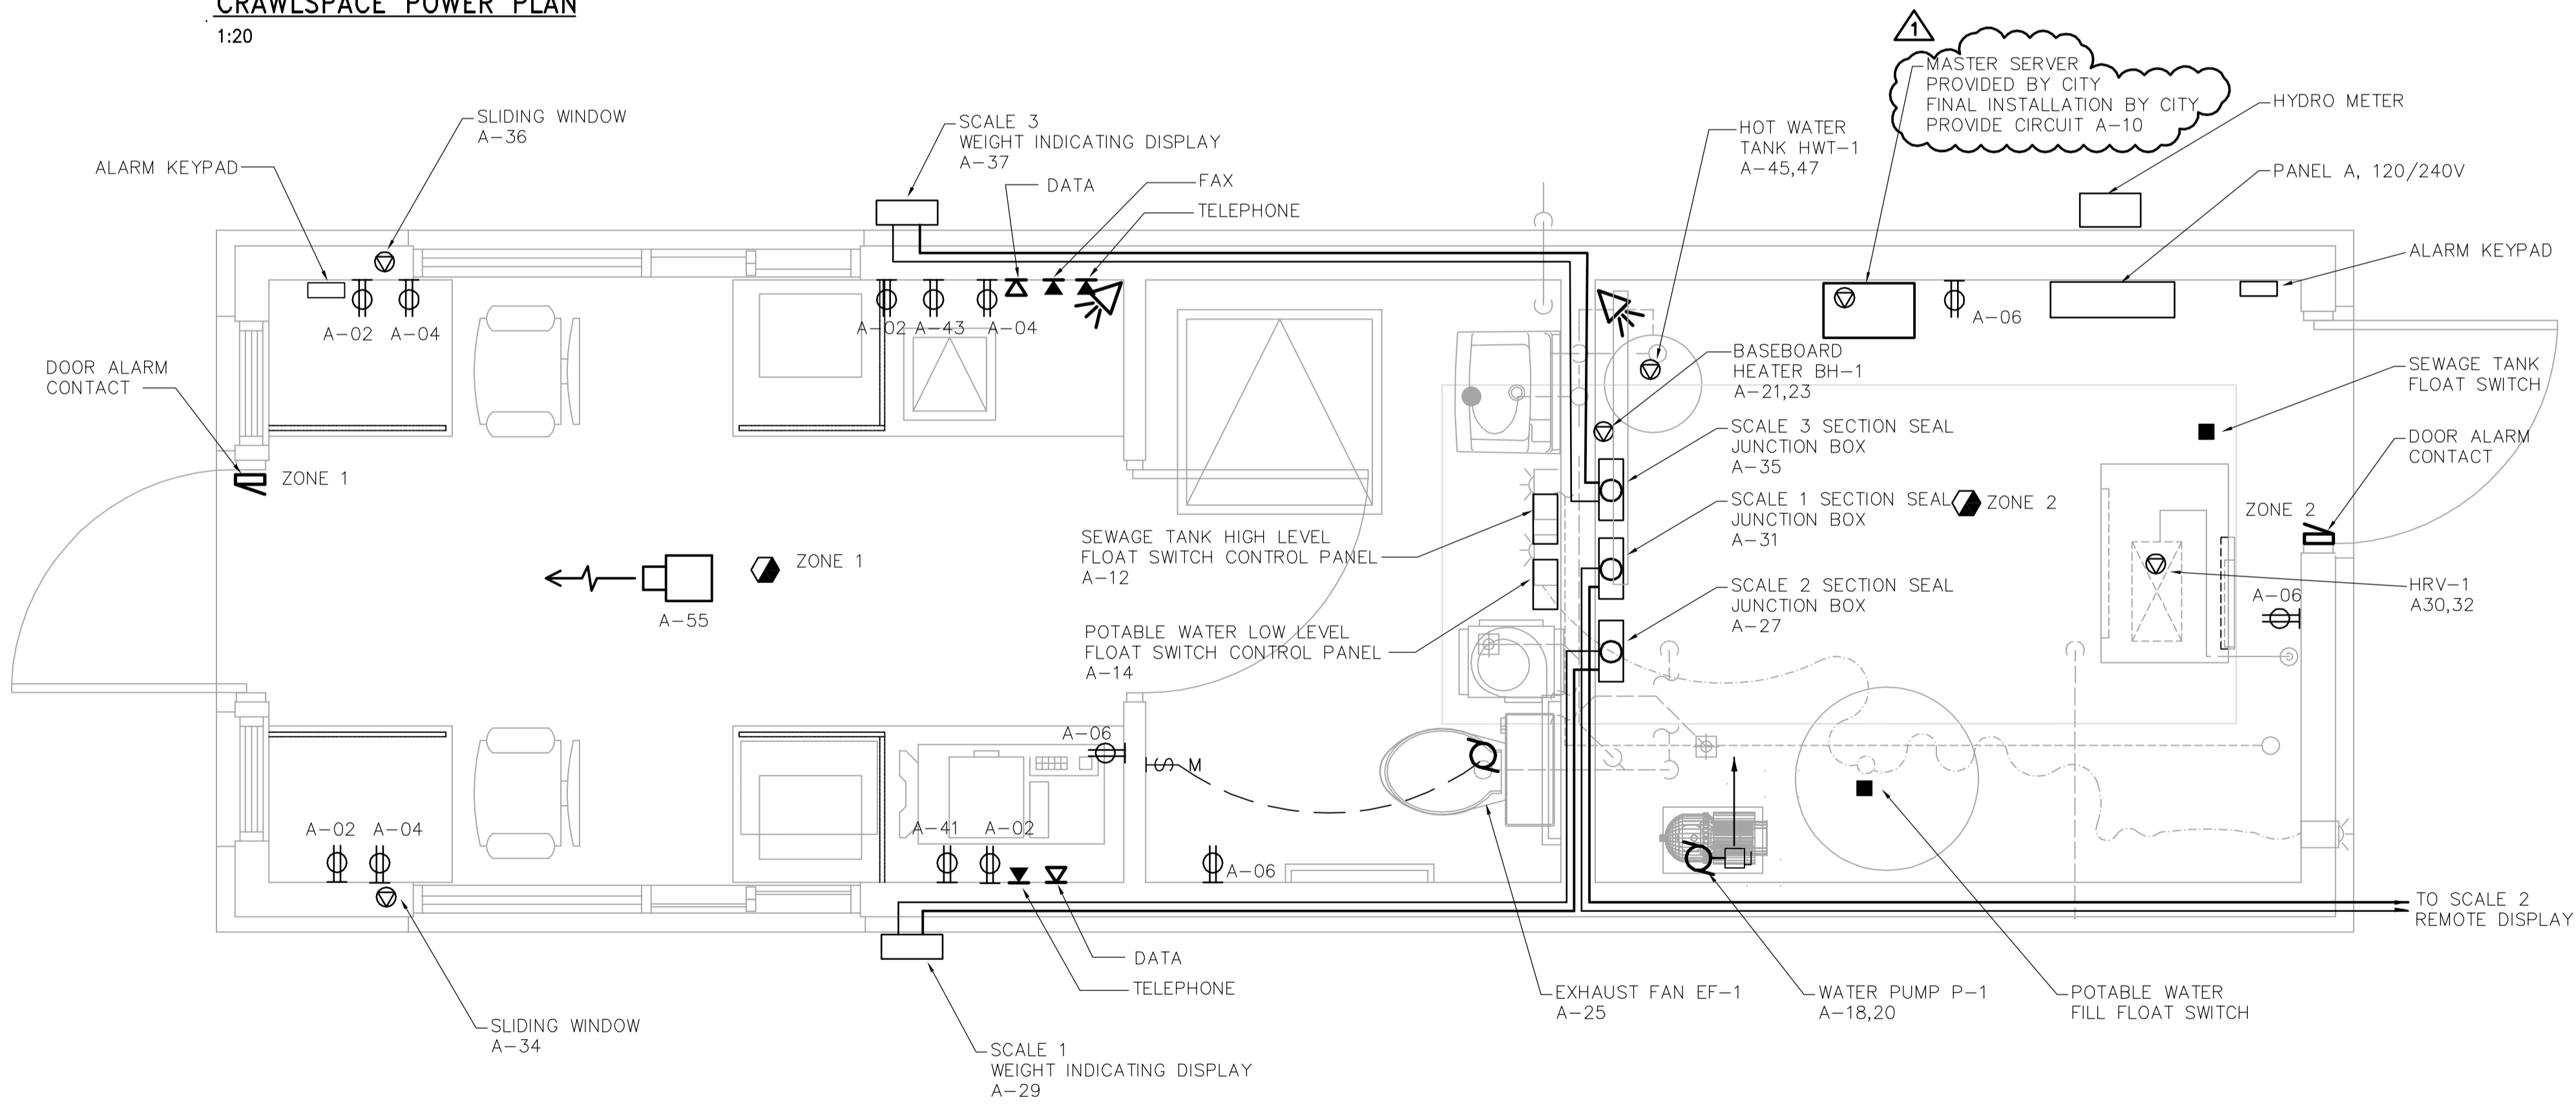 CRAWLSPACE POWER PLAN
1:20
1
MASTER SERVER
PROVIDED BY CITY
FINAL INSTALLATION BY CITY
PROVIDE CIRCUIT A-10
HYDRO METER
SLIDING WINDOW
A-36
SCALE 3
WEIGHT INDICATING DISPLAY
A-37
HOT WATER
TANK HWT-1
A-45,47
ALARM KEYPAD
DATA
FAX
TELEPHONE
PANEL A, 120/240V
ALARM KEYPAD
A-02
A-04
A-02
A-43
A-04
A-06
DOOR ALARM
CONTACT
BASEBOARD
HEATER BH-1
A-21,23
SEWAGE TANK
FLOAT SWITCH
SCALE 3 SECTION SEAL
JUNCTION BOX
A-35
DOOR ALARM
CONTACT
ZONE 1
SCALE 1 SECTION SEAL
JUNCTION BOX
A-31
ZONE 2
ZONE 2
SEWAGE TANK HIGH LEVEL
FLOAT SWITCH CONTROL PANEL
A-12
ZONE 1
A-55
SCALE 2 SECTION SEAL
JUNCTION BOX
A-27
HRV-1
A30,32
A-06
POTABLE WATER LOW LEVEL
FLOAT SWITCH CONTROL PANEL
A-14
A-06
S
M
A-02
A-04
A-41
A-02
A-06
TO SCALE 2
REMOTE DISPLAY
DATA
TELEPHONE
EXHAUST FAN EF-1
A-25
WATER PUMP P-1
A-18,20
POTABLE WATER
FILL FLOAT SWITCH
SLIDING WINDOW
A-34
SCALE 1
WEIGHT INDICATING DISPLAY
A-29